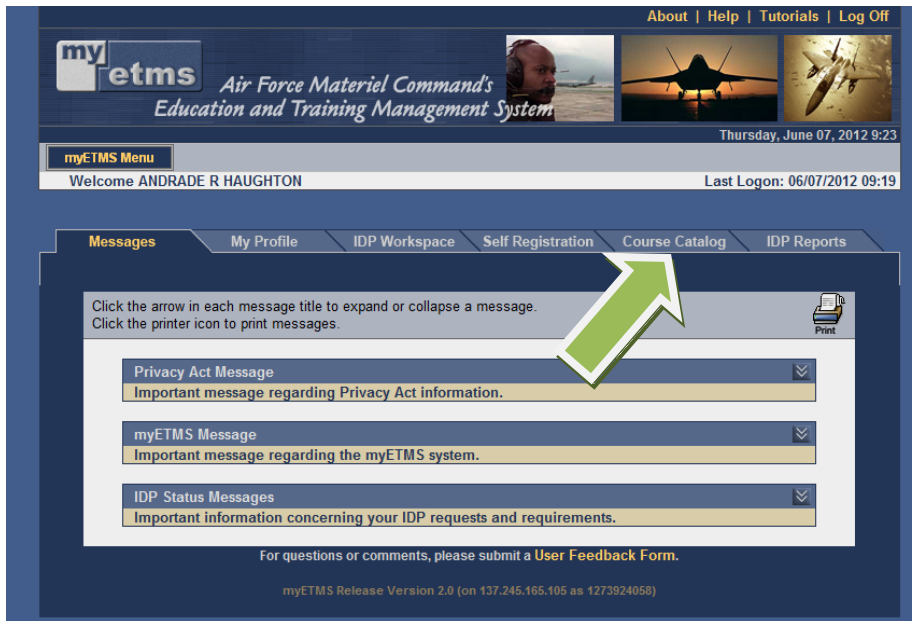 About | Help | Tutorials | Log Off
my
etms
Air Force Materiel Command's
Education and Training Management System
Thursday, June 07, 2012 9:23
myETMS Menu
Welcome ANDRADE R HAUGHTON Last Logon: 06/07/2012 09:19
Messages My Profile IDP Workspace Self Registration Course Catalog IDP Reports
Click the arrow in each message title to expand or collapse a message.
Click the printer icon to print messages.
Print
Privacy Act Message
Important message regarding Privacy Act information.
myETMS Message
Important message regarding the myETMS system.
IDP Status Messages
Important information concerning your IDP requests and requirements.
For questions or comments, please submit a User Feedback Form.
myETMS Release Version 2.0 (on 137.245.165.105 as 1273924058)